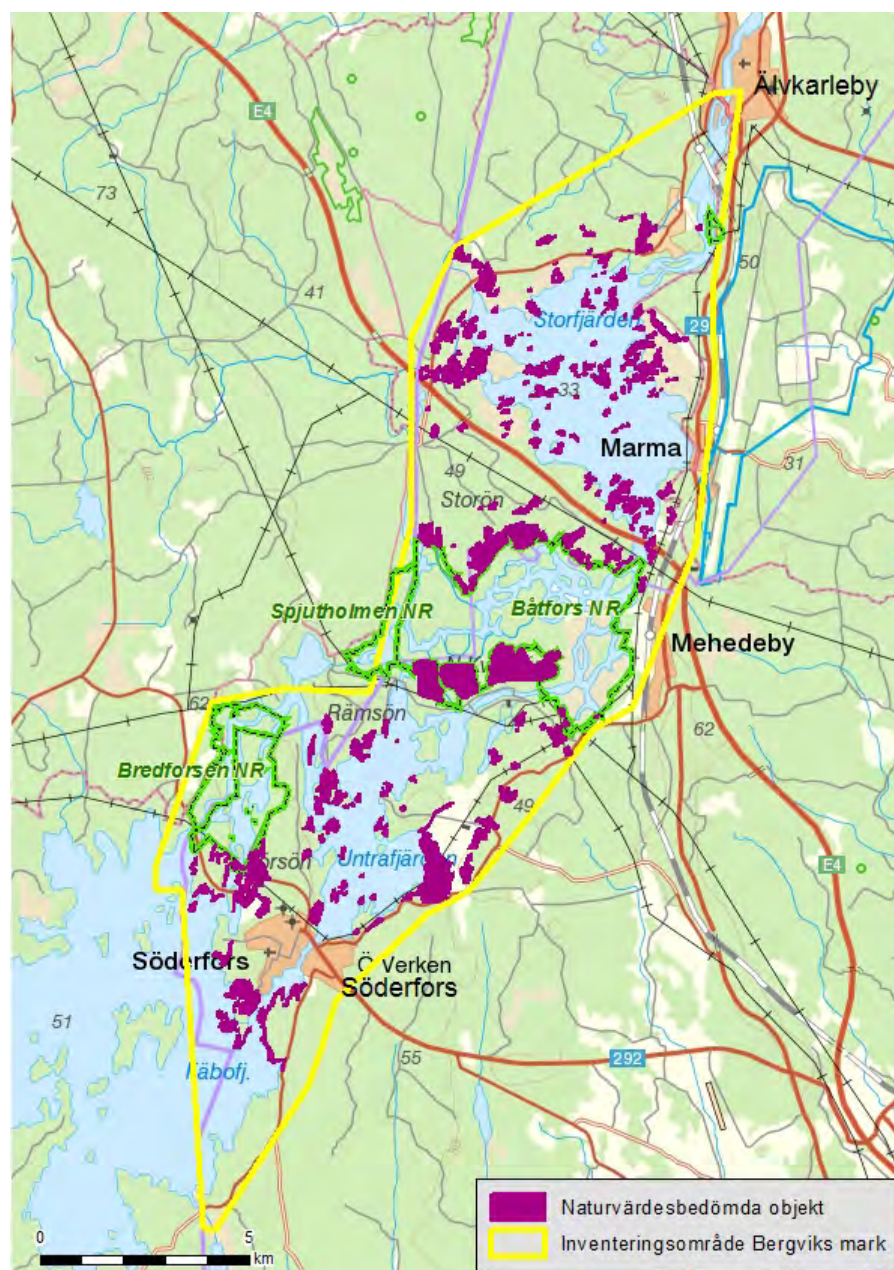 Älvkarleby
E4
73
50
41
Storfjärden
29
33
Marma
31
49
Storön
Spjutholmen NR
Båtfors NR
Mehedeby
62
Rämsön
62
Bredforsen NR
49
Untrafjärden
E4
Söderfors
Ö Verken
Söderfors
51
55
292
Naturvärdesbedömda objekt
Inventeringsområde Bergviks mark
0
5
km